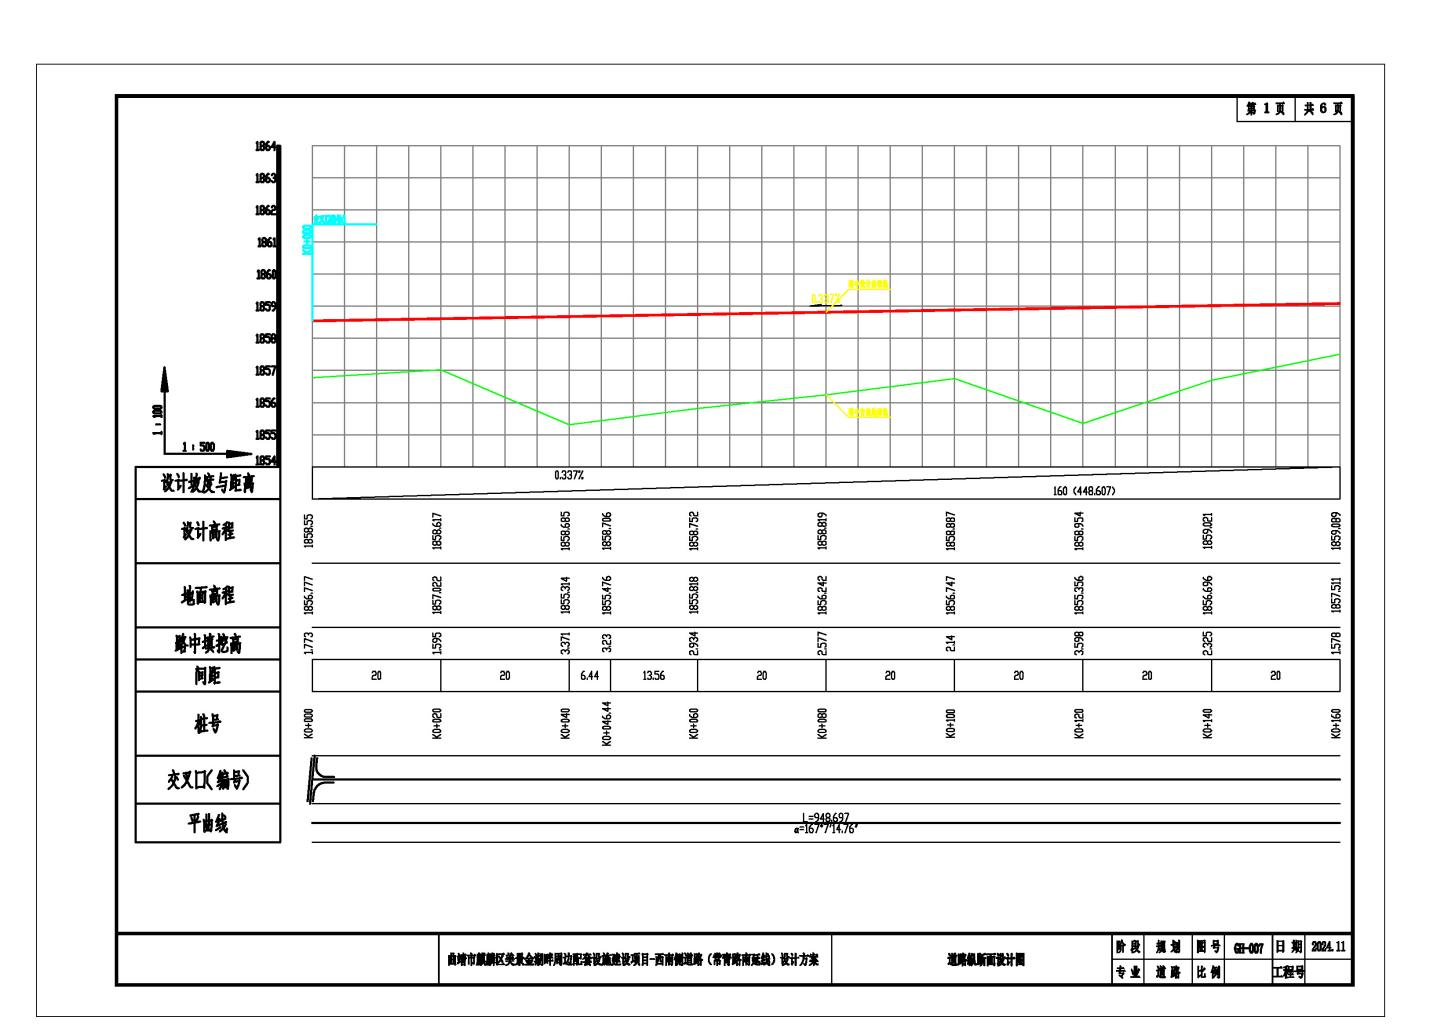 第 1 页 共 6 页
1864
1863
1862
1861
1860
1859
1858
1857
1856
1855
1854
K0+000
0.337%
1：100
1：500
设计坡度与距离
0.337%
160（448.607）
设计高程
1858.55 1858.617 1858.685 1858.706 1858.752 1858.819 1858.887 1858.954 1859.021 1859.089
地面高程
1856.777 1857.022 1855.314 1855.476 1855.818 1856.242 1856.747 1855.356 1856.696 1857.511
路中填挖高
1.773 1.595 3.371 3.23 2.934 2.577 2.14 3.598 2.325 1.578
间距
20 20 6.44 13.56 20 20 20 20 20
桩号
K0+000 K0+020 K0+040 K0+046.44 K0+060 K0+080 K0+100 K0+120 K0+140 K0+160
交叉口(编号)
平曲线
L=948.697
α=167°7'14.76"
曲靖市麒麟区美景金湖畔周边配套设施建设项目-西南侧道路（常青路南延线）设计方案
道路纵断面设计图
阶 段 规 划 图 号 GH-007 日 期 2024.11
专 业 道 路 比 例 工程号